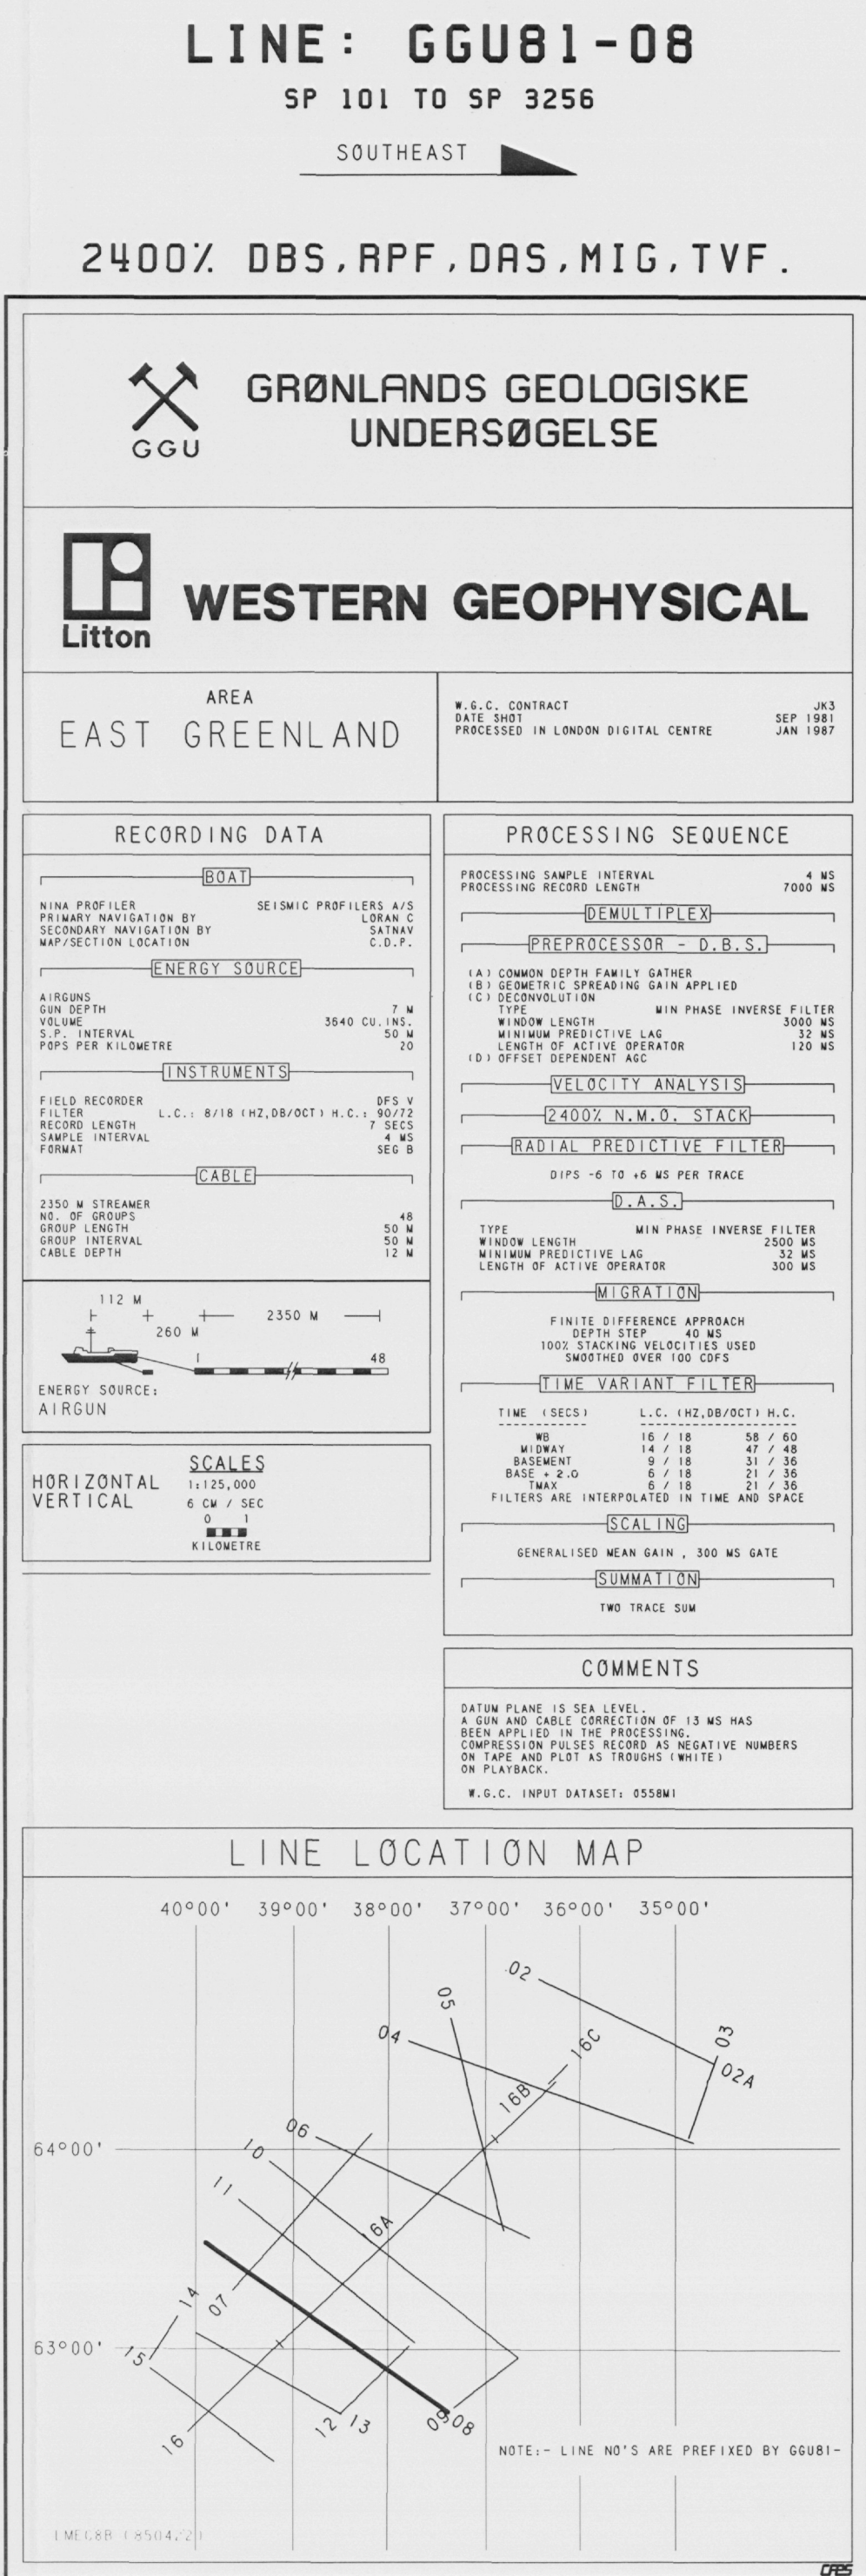 LINE: GGU81-08
SP 101 TO SP 3256
SOUTHEAST
2400% DBS,RPF,DAS,MIG,TVF.
GGU
GRØNLANDS GEOLOGISKE
UNDERSØGELSE
Litton
WESTERN GEOPHYSICAL
AREA
EAST GREENLAND
W.G.C. CONTRACT JK3
DATE SHOT SEP 1981
PROCESSED IN LONDON DIGITAL CENTRE JAN 1987
RECORDING DATA
BOAT
NINA PROFILER SEISMIC PROFILERS A/S
PRIMARY NAVIGATION BY LORAN C
SECONDARY NAVIGATION BY SATNAV
MAP/SECTION LOCATION C.D.P.
ENERGY SOURCE
AIRGUNS
GUN DEPTH 7 M
VOLUME 3640 CU.INS.
S.P. INTERVAL 50 M
POPS PER KILOMETRE 20
INSTRUMENTS
FIELD RECORDER DFS V
FILTER L.C.: 8/18 (HZ,DB/OCT) H.C.: 90/72
RECORD LENGTH 7 SECS
SAMPLE INTERVAL 4 MS
FORMAT SEG B
CABLE
2350 M STREAMER
NO. OF GROUPS 48
GROUP LENGTH 50 M
GROUP INTERVAL 50 M
CABLE DEPTH 12 M
112 M
2350 M
260 M
1 48
ENERGY SOURCE:
AIRGUN
SCALES
HORIZONTAL 1:125,000
VERTICAL 6 CM / SEC
0 1
KILOMETRE
PROCESSING SEQUENCE
PROCESSING SAMPLE INTERVAL 4 MS
PROCESSING RECORD LENGTH 7000 MS
DEMULTIPLEX
PREPROCESSOR - D.B.S.
(A) COMMON DEPTH FAMILY GATHER
(B) GEOMETRIC SPREADING GAIN APPLIED
(C) DECONVOLUTION
TYPE MIN PHASE INVERSE FILTER
WINDOW LENGTH 3000 MS
MINIMUM PREDICTIVE LAG 32 MS
LENGTH OF ACTIVE OPERATOR 120 MS
(D) OFFSET DEPENDENT AGC
VELOCITY ANALYSIS
2400% N.M.O. STACK
RADIAL PREDICTIVE FILTER
DIPS -6 TO +6 MS PER TRACE
D.A.S.
TYPE MIN PHASE INVERSE FILTER
WINDOW LENGTH 2500 MS
MINIMUM PREDICTIVE LAG 32 MS
LENGTH OF ACTIVE OPERATOR 300 MS
MIGRATION
FINITE DIFFERENCE APPROACH
DEPTH STEP 40 MS
100% STACKING VELOCITIES USED
SMOOTHED OVER 100 CDFS
TIME VARIANT FILTER
TIME (SECS) L.C. (HZ,DB/OCT) H.C.
WB 16 / 18 58 / 60
MIDWAY 14 / 18 47 / 48
BASEMENT 9 / 18 31 / 36
BASE + 2.0 6 / 18 21 / 36
TMAX 6 / 18 21 / 36
FILTERS ARE INTERPOLATED IN TIME AND SPACE
SCALING
GENERALISED MEAN GAIN , 300 MS GATE
SUMMATION
TWO TRACE SUM
COMMENTS
DATUM PLANE IS SEA LEVEL.
A GUN AND CABLE CORRECTION OF 13 MS HAS
BEEN APPLIED IN THE PROCESSING.
COMPRESSION PULSES RECORD AS NEGATIVE NUMBERS
ON TAPE AND PLOT AS TROUGHS (WHITE)
ON PLAYBACK.
W.G.C. INPUT DATASET: 0558M1
LINE LOCATION MAP
40°00' 39°00' 38°00' 37°00' 36°00' 35°00'
02
05
04
16C
03
02A
16B
06
64°00'
10
11
16A
14
07
63°00'
15
16
12
13
09
08
NOTE:- LINE NO'S ARE PREFIXED BY GGU81-
CAPS